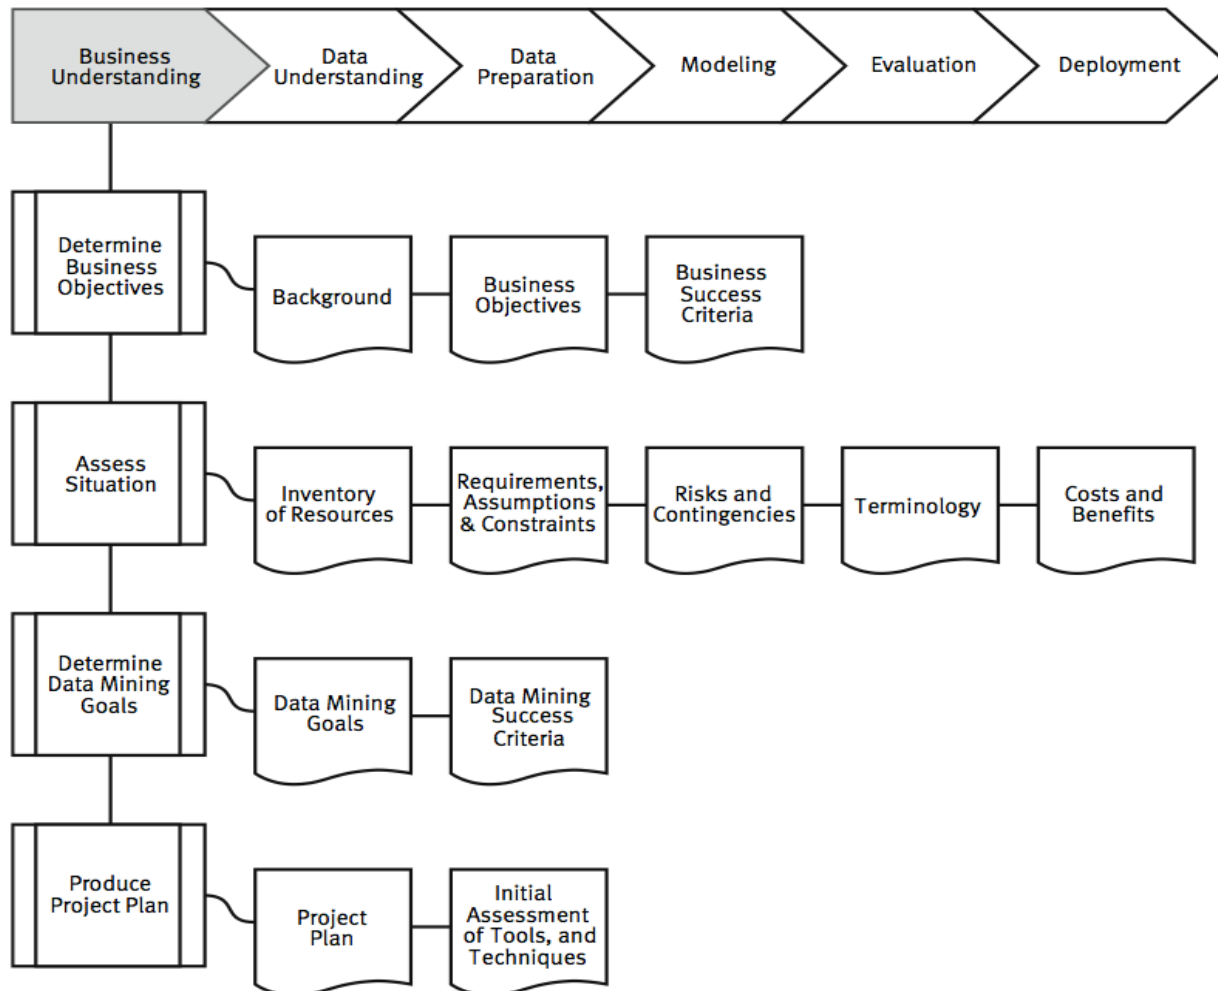 Business
Understanding
Data
Understanding
Data
Preparation
Modeling
Evaluation
Deployment
Determine
Business
Objectives
Background
Business
Objectives
Business
Success
Criteria
Assess
Situation
Inventory
of Resources
Requirements,
Assumptions
& Constraints
Risks and
Contingencies
Terminology
Costs and
Benefits
Determine
Data Mining
Goals
Data Mining
Goals
Data Mining
Success
Criteria
Produce
Project Plan
Project
Plan
Initial
Assessment
of Tools, and
Techniques